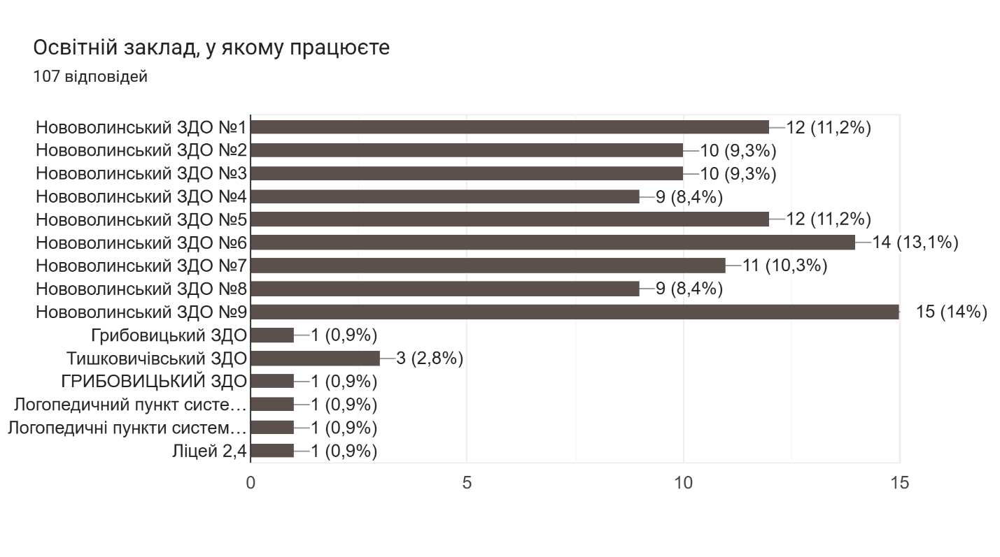 Освітній заклад, у якому працюєте
107 відповідей
Нововолинський ЗДО №1 12 (11,2%)
Нововолинський ЗДО №2 10 (9,3%)
Нововолинський ЗДО №3 10 (9,3%)
Нововолинський ЗДО №4 9 (8,4%)
Нововолинський ЗДО №5 12 (11,2%)
Нововолинський ЗДО №6 14 (13,1%)
Нововолинський ЗДО №7 11 (10,3%)
Нововолинський ЗДО №8 9 (8,4%)
Нововолинський ЗДО №9 15 (14%)
Грибовицький ЗДО 1 (0,9%)
Тишковичівський ЗДО 3 (2,8%)
ГРИБОВИЦЬКИЙ ЗДО 1 (0,9%)
Логопедичний пункт систе… 1 (0,9%)
Логопедичні пункти систем… 1 (0,9%)
Ліцей 2,4 1 (0,9%)
0 5 10 15